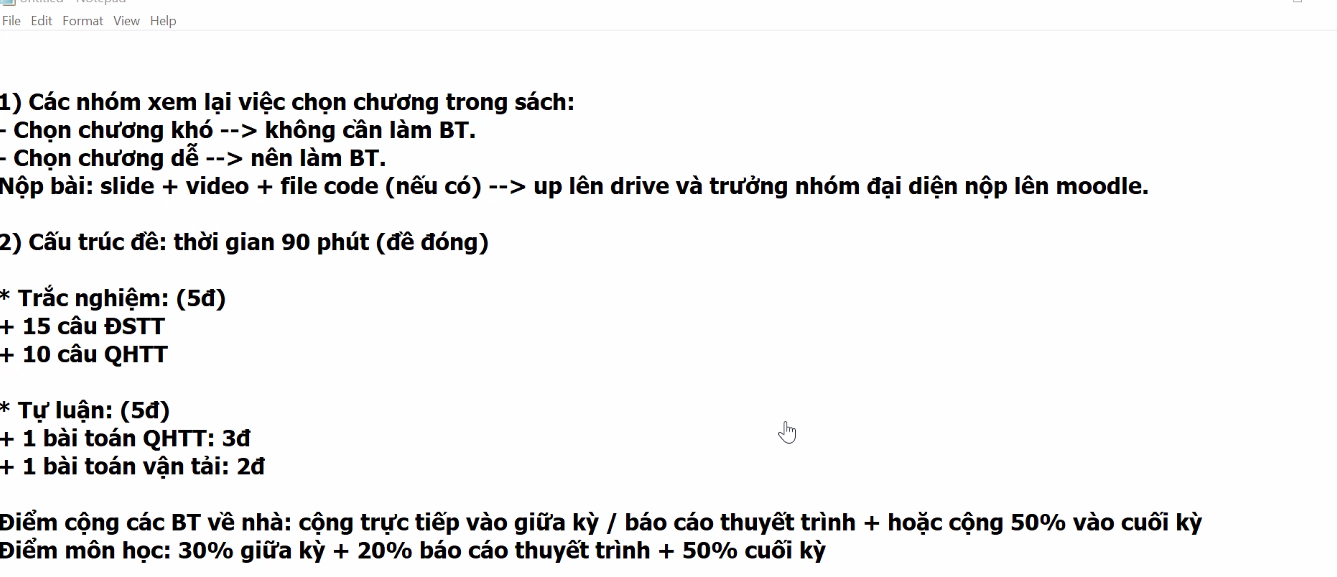 File Edit Format View Help
1) Các nhóm xem lại việc chọn chương trong sách:
- Chọn chương khó --> không cần làm BT.
- Chọn chương dễ --> nên làm BT.
Nộp bài: slide + video + file code (nếu có) --> up lên drive và trưởng nhóm đại diện nộp lên moodle.
2) Cấu trúc đề: thời gian 90 phút (đề đóng)
* Trắc nghiệm: (5đ)
+ 15 câu ĐSTT
+ 10 câu QHTT
* Tự luận: (5đ)
+ 1 bài toán QHTT: 3đ
+ 1 bài toán vận tải: 2đ
Điểm cộng các BT về nhà: cộng trực tiếp vào giữa kỳ / báo cáo thuyết trình + hoặc cộng 50% vào cuối kỳ
Điểm môn học: 30% giữa kỳ + 20% báo cáo thuyết trình + 50% cuối kỳ